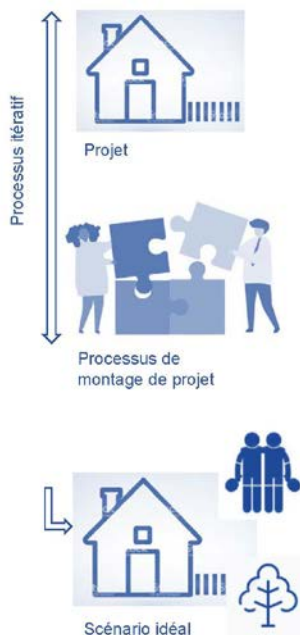 Processus itératif
Projet
Processus de
montage de projet
Scénario idéal